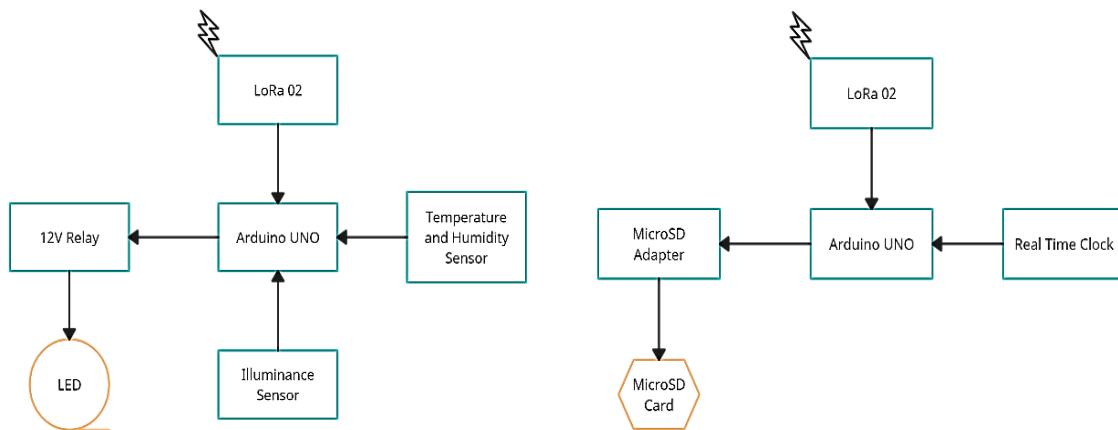 LoRa 02
12V Relay
Arduino UNO
Temperature
and Humidity
Sensor
LED
Illuminance
Sensor
LoRa 02
MicroSD
Adapter
Arduino UNO
Real Time Clock
MicroSD
Card